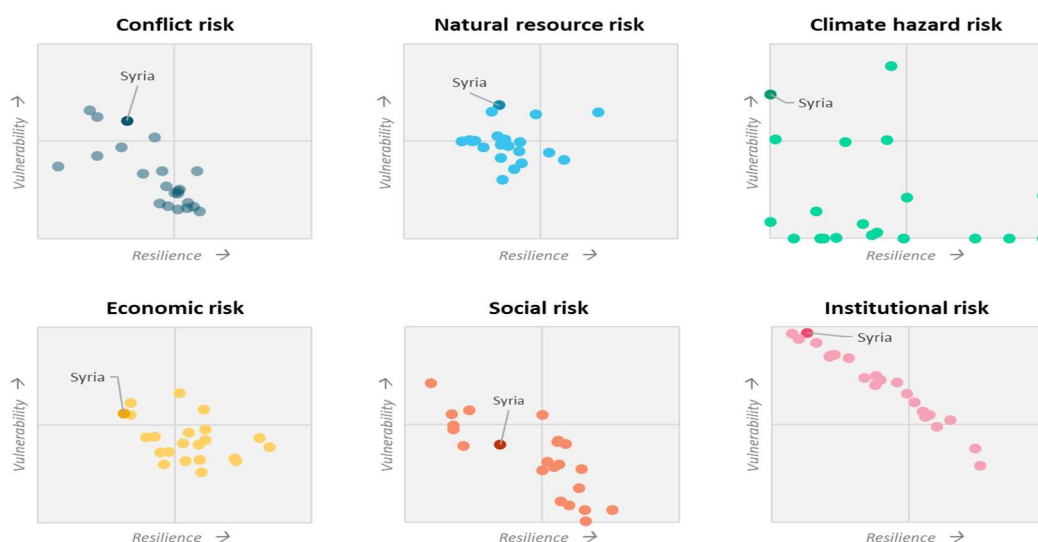 Conflict risk
Natural resource risk
Climate hazard risk
Syria
Syria
Syria
Vulnerability →
Vulnerability →
Vulnerability →
Resilience →
Resilience →
Resilience →
Economic risk
Social risk
Institutional risk
Syria
Syria
Syria
Vulnerability →
Vulnerability →
Vulnerability →
Resilience →
Resilience →
Resilience →